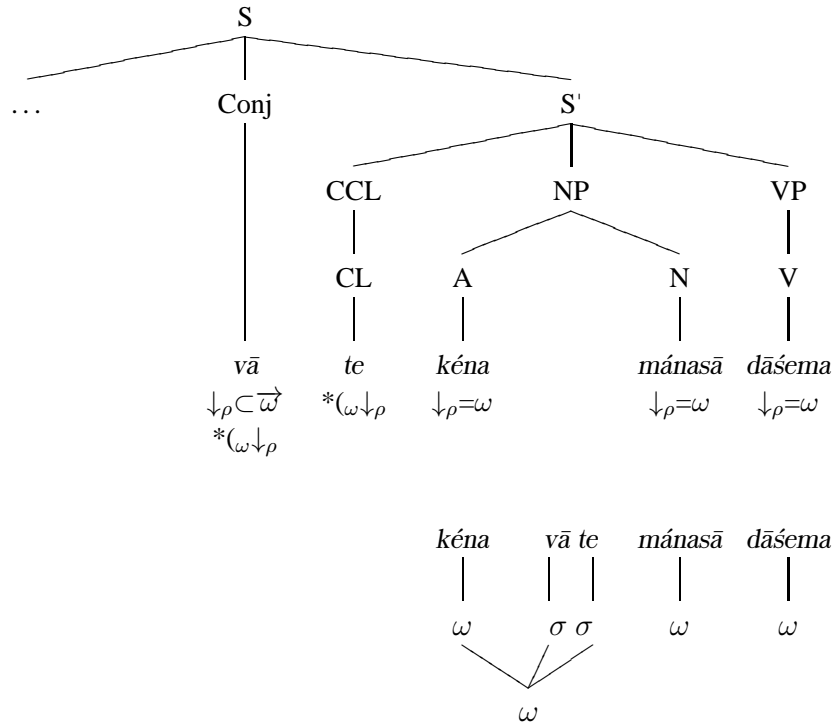 S
… Conj S'
CCL NP VP
CL A N V
vā te kéna mánasā dāśema
↓ρ⊂ω⃗ *(ω↓ρ ↓ρ=ω ↓ρ=ω ↓ρ=ω
*(ω↓ρ
kéna vā te mánasā dāśema
ω σ σ ω ω
ω